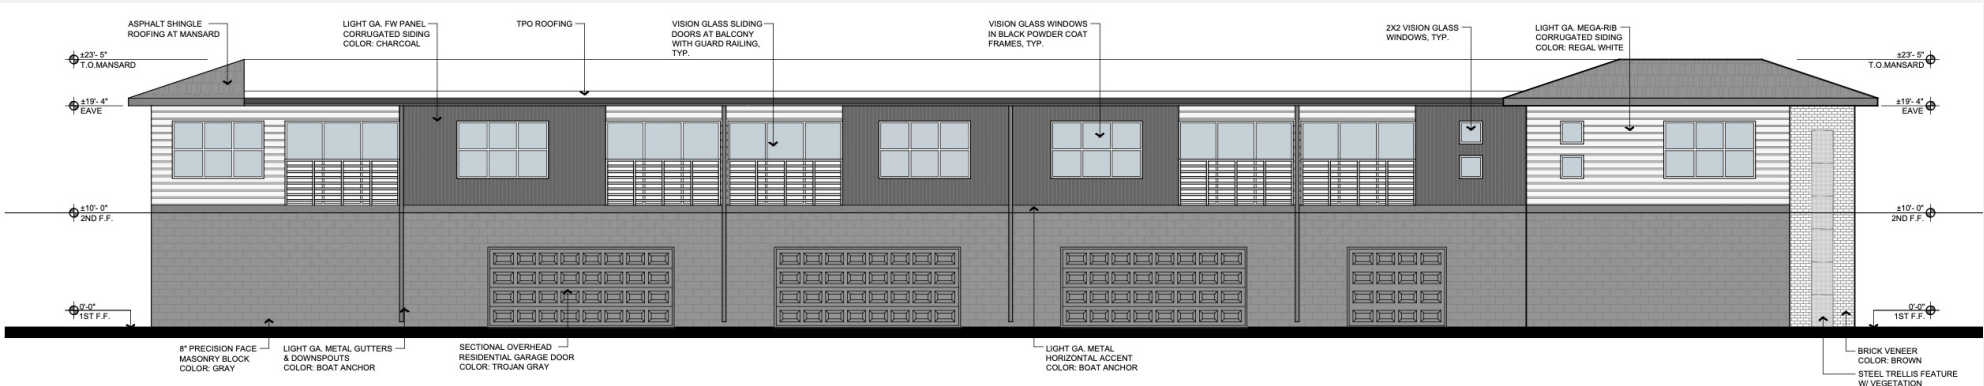 ASPHALT SHINGLE
ROOFING AT MANSARD
LIGHT GA. FW PANEL
CORRUGATED SIDING
COLOR: CHARCOAL
TPO ROOFING
VISION GLASS SLIDING
DOORS AT BALCONY
WITH GUARD RAILING,
TYP.
VISION GLASS WINDOWS
IN BLACK POWDER COAT
FRAMES, TYP.
2X2 VISION GLASS
WINDOWS, TYP.
LIGHT GA. MEGA-RIB
CORRUGATED SIDING
COLOR: REGAL WHITE
±23'- 5"
T.O.MANSARD
±23'- 5"
T.O.MANSARD
±19'- 4"
EAVE
±19'- 4"
EAVE
±10'- 0"
2ND F.F.
±10'- 0"
2ND F.F.
0'-0"
1ST F.F.
0'-0"
1ST F.F.
8" PRECISION FACE
MASONRY BLOCK
COLOR: GRAY
LIGHT GA. METAL GUTTERS
& DOWNSPOUTS
COLOR: BOAT ANCHOR
SECTIONAL OVERHEAD
RESIDENTIAL GARAGE DOOR
COLOR: TROJAN GRAY
LIGHT GA. METAL
HORIZONTAL ACCENT
COLOR: BOAT ANCHOR
BRICK VENEER
COLOR: BROWN
STEEL TRELLIS FEATURE
W/ VEGETATION